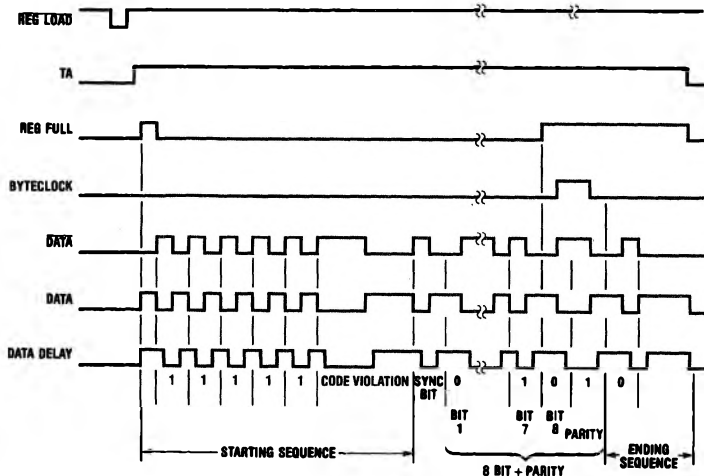 REG LOAD
TA
REG FULL
BYTECLOCK
DATA
DATA
DATA DELAY
1 1 1 1 1 CODE VIOLATION SYNC BIT 0 1 0 1 0
BIT 1 BIT 7 BIT 8 PARITY
STARTING SEQUENCE
8 BIT + PARITY
ENDING SEQUENCE